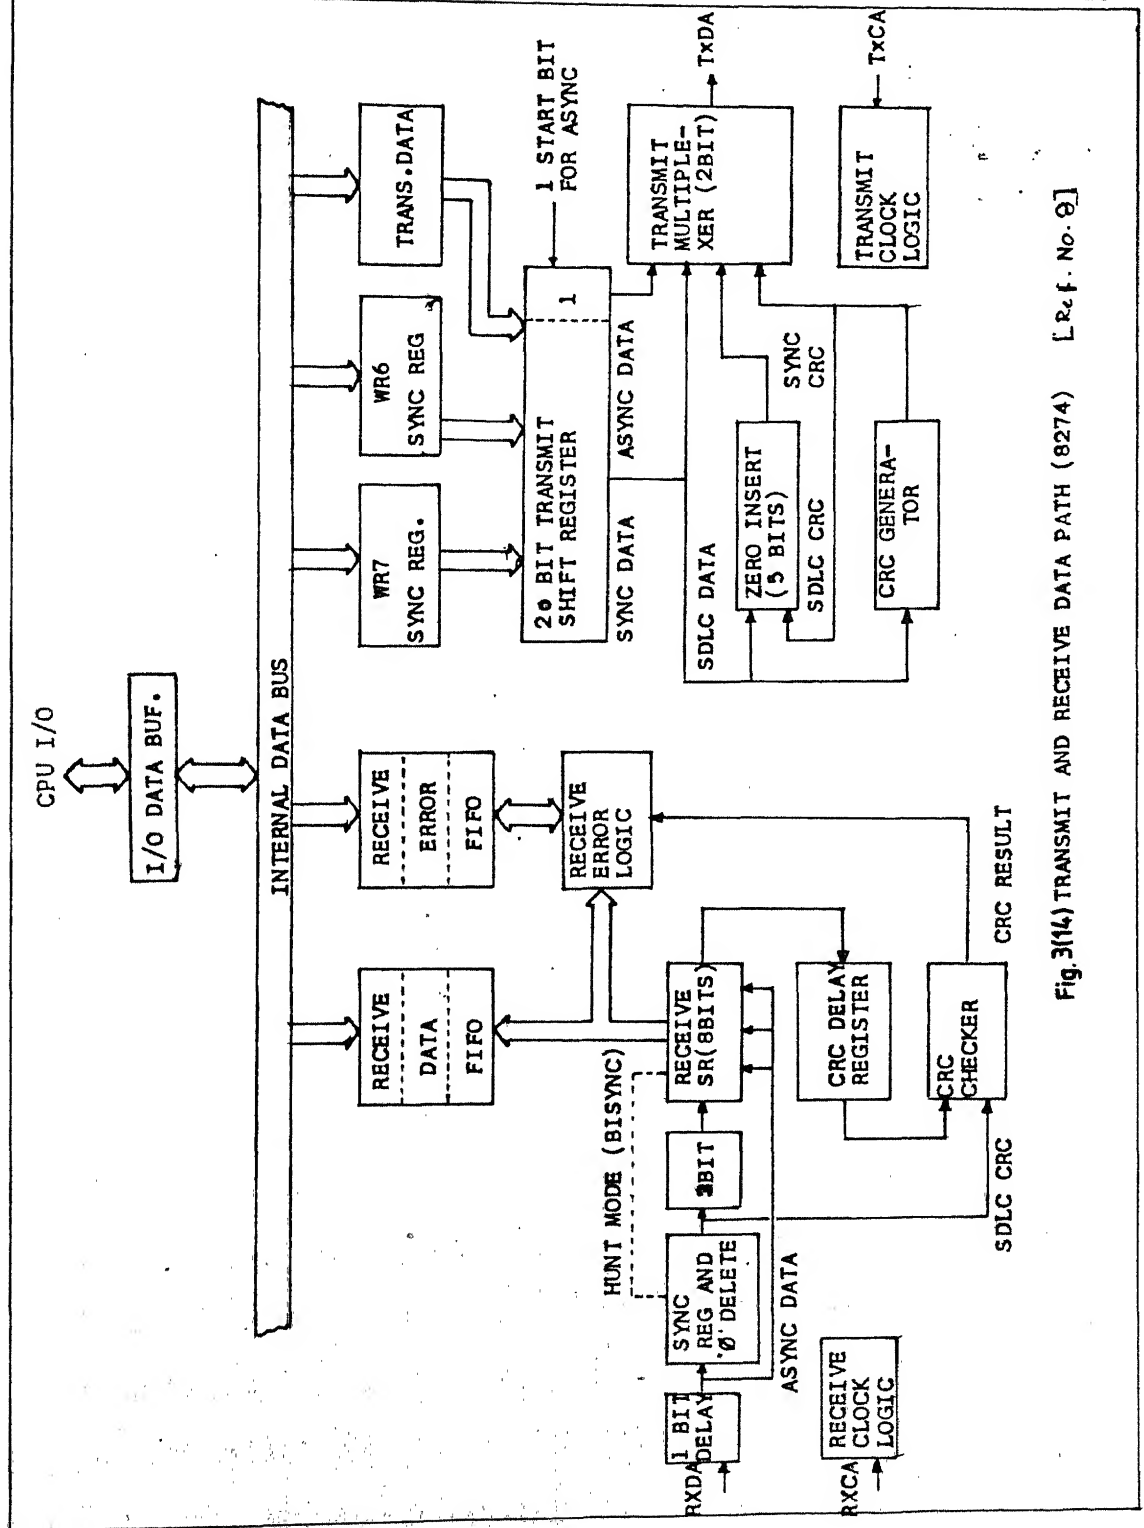 CPU I/O
I/O DATA BUF.
INTERNAL DATA BUS
RECEIVE
DATA
FIFO
RECEIVE
ERROR
FIFO
WR7
SYNC REG.
WR6
SYNC REG
TRANS.DATA
RECEIVE
ERROR
LOGIC
20 BIT TRANSMIT
SHIFT REGISTER
1
1 START BIT
FOR ASYNC
HUNT MODE (BISYNC)
SYNC DATA
ASYNC DATA
RXDA
1 BIT
DELAY
SYNC
REG AND
'0' DELETE
BIT
RECEIVE
SR(8BITS)
SDLC DATA
TRANSMIT
MULTIPLE-
XER (2BIT)
TxDA
ASYNC DATA
ZERO INSERT
(5 BITS)
SDLC CRC
SYNC
CRC
CRC DELAY
REGISTER
RXCA
RECEIVE
CLOCK
LOGIC
CRC GENERA-
TOR
TRANSMIT
CLOCK
LOGIC
TxCA
CRC
CHECKER
SDLC CRC
CRC RESULT
Fig.3(14) TRANSMIT AND RECEIVE DATA PATH (8274) [Ref. No. 8]